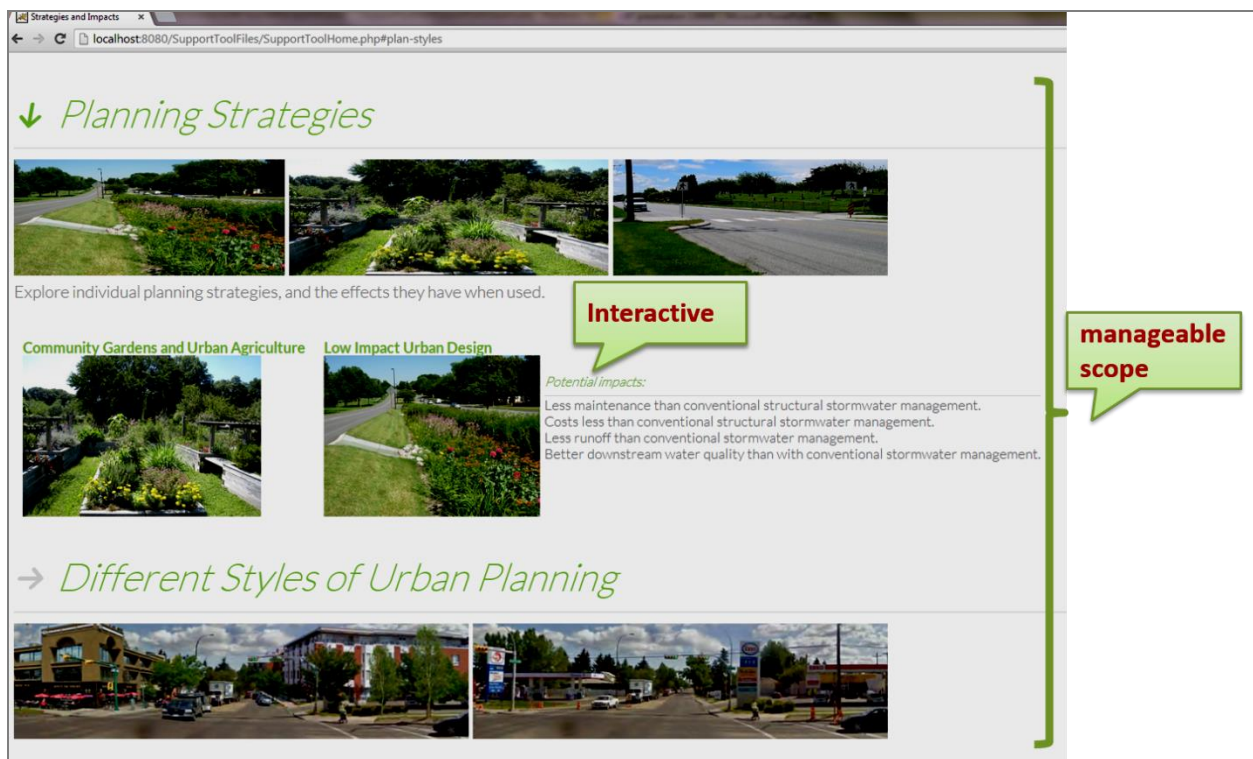 Strategies and Impacts
localhost:8080/SupportToolFiles/SupportToolHome.php#plan-styles
Planning Strategies
Explore individual planning strategies, and the effects they have when used.
Interactive
manageable
scope
Community Gardens and Urban Agriculture
Low Impact Urban Design
Potential impacts:
Less maintenance than conventional structural stormwater management.
Costs less than conventional structural stormwater management.
Less runoff than conventional stormwater management.
Better downstream water quality than with conventional stormwater management.
Different Styles of Urban Planning